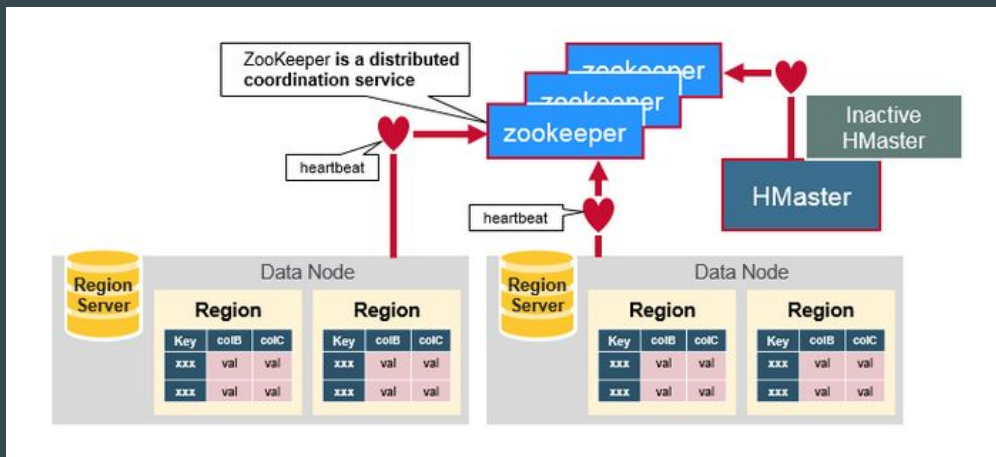 ZooKeeper is a distributed
coordination service
zookeeper
zookeeper
zookeeper
Inactive
HMaster
HMaster
heartbeat
heartbeat
Data Node
Region
Server
Region
Key colB colC
xxx val val
xxx val val
Region
Key colB colC
xxx val val
xxx val val
Data Node
Region
Server
Region
Key colB colC
xxx val val
xxx val val
Region
Key colB colC
xxx val val
xxx val val